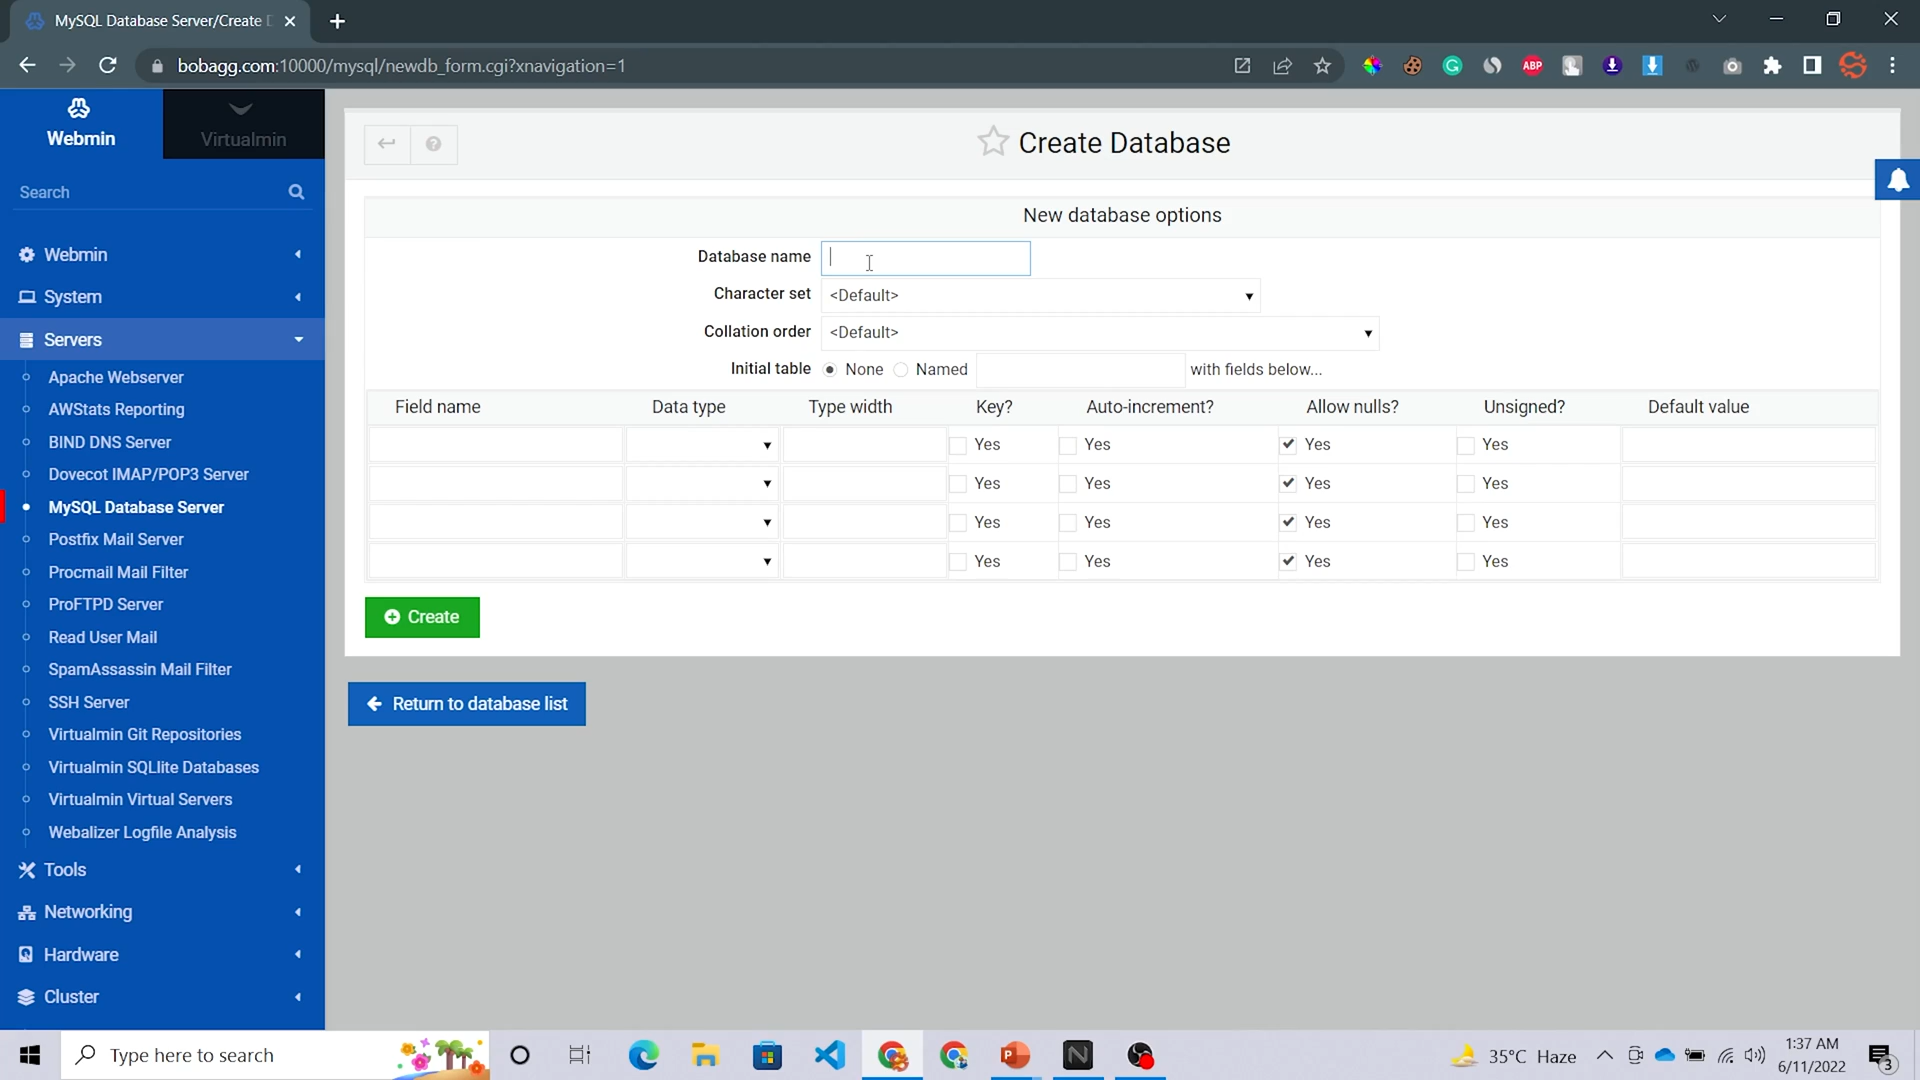 MySQL Database Server/Create D
bobagg.com:10000/mysql/newdb_form.cgi?xnavigation=1
ABP
Webmin
Virtualmin
Search
Webmin
System
Servers
Apache Webserver
AWStats Reporting
BIND DNS Server
Dovecot IMAP/POP3 Server
MySQL Database Server
Postfix Mail Server
Procmail Mail Filter
ProFTPD Server
Read User Mail
SpamAssassin Mail Filter
SSH Server
Virtualmin Git Repositories
Virtualmin SQLlite Databases
Virtualmin Virtual Servers
Webalizer Logfile Analysis
Tools
Networking
Hardware
Cluster
Create Database
New database options
Database name
Character set <Default>
Collation order <Default>
Initial table None Named with fields below...
Field name Data type Type width Key? Auto-increment? Allow nulls? Unsigned? Default value
Yes Yes Yes Yes
Yes Yes Yes Yes
Yes Yes Yes Yes
Yes Yes Yes Yes
Create
Return to database list
Type here to search
35°C Haze
1:37 AM
6/11/2022
3